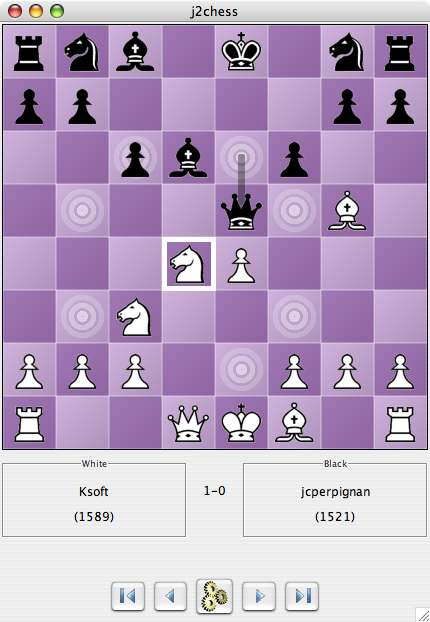 j2chess
White
Black
Ksoft
1-0
jcperpignan
(1589)
(1521)